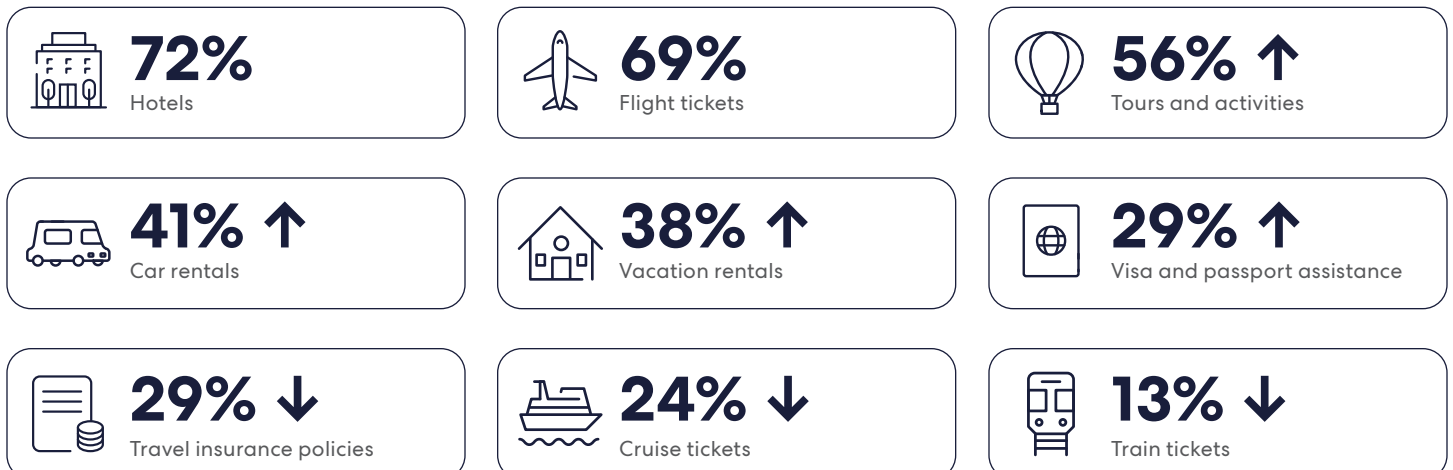 72%
Hotels
69%
Flight tickets
56% ↑
Tours and activities
41% ↑
Car rentals
38% ↑
Vacation rentals
29% ↑
Visa and passport assistance
29% ↓
Travel insurance policies
24% ↓
Cruise tickets
13% ↓
Train tickets